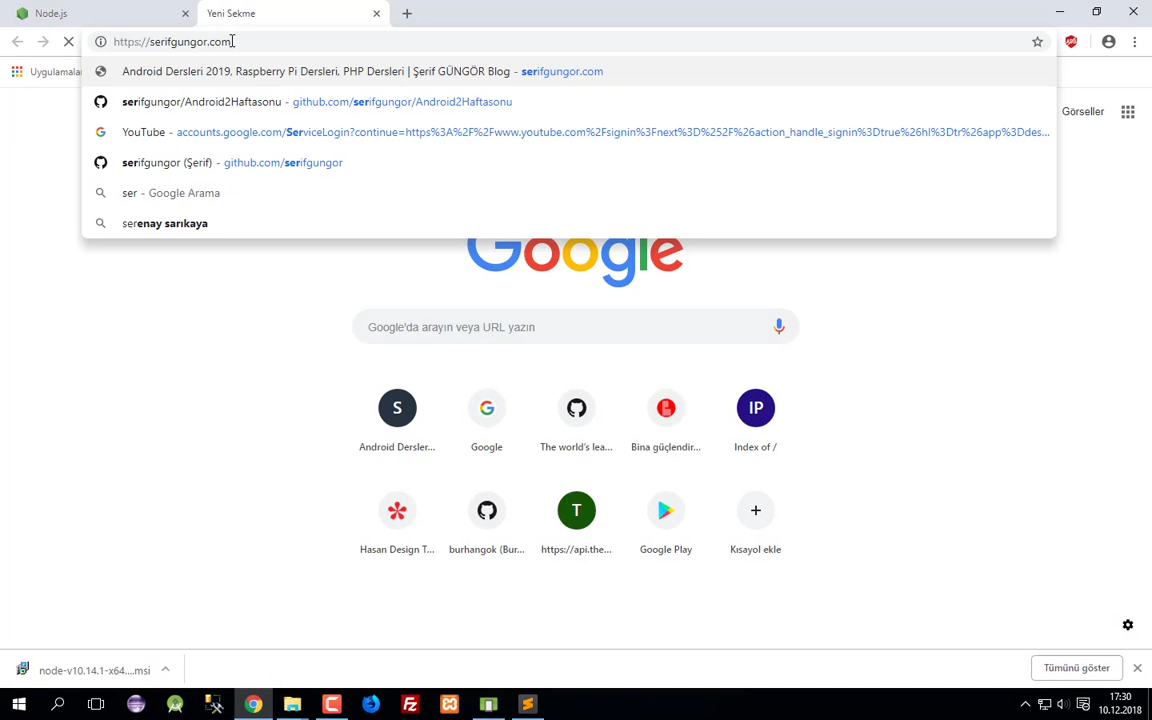 Node.js
Yeni Sekme
https://serifgungor.com
Uygulamalar
Android Dersleri 2019, Raspberry Pi Dersleri, PHP Dersleri | Şerif GÜNGÖR Blog - serifgungor.com
serifgungor/Android2Haftasonu - github.com/serifgungor/Android2Haftasonu
YouTube - accounts.google.com/ServiceLogin?continue=https%3A%2F%2Fwww.youtube.com%2Fsignin%3Fnext%3D%252F%26action_handle_signin%3Dtrue%26hl%3Dtr%26app%3Ddes...
serifgungor (Şerif) - github.com/serifgungor
ser - Google Arama
serenay sarıkaya
Görseller
Google
Google'da arayın veya URL yazın
S
IP
Android Dersler...
Google
The world's lea...
Bina güçlendir...
Index of /
T
Hasan Design T...
burhangok (Bur...
https://api.the...
Google Play
Kısayol ekle
node-v10.14.1-x64....msi
Tümünü göster
17:30
10.12.2018